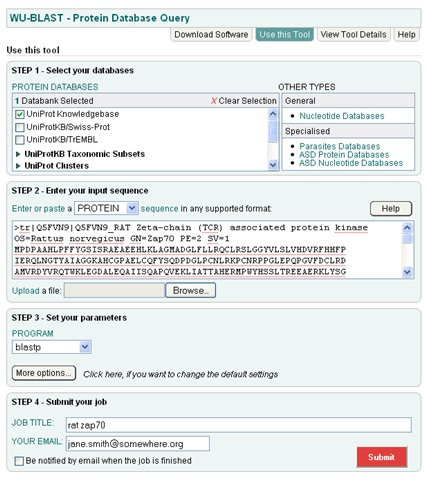 WU-BLAST - Protein Database Query
Download Software
Use this Tool
View Tool Details
Help
Use this tool
STEP 1 - Select your databases
PROTEIN DATABASES
1 Databank Selected
X Clear Selection
UniProt Knowledgebase
UniProtKB/Swiss-Prot
UniProtKB/TrEMBL
UniProtKB Taxonomic Subsets
UniProt Clusters
OTHER TYPES
General
Nucleotide Databases
Specialised
Parasites Databases
ASD Protein Databases
ASD Nucleotide Databases
STEP 2 - Enter your input sequence
Enter or paste a PROTEIN sequence in any supported format:
Help
>tr|Q5FVN9|Q5FVN9_RAT Zeta-chain (TCR) associated protein kinase
OS=Rattus norvegicus GN=Zap70 PE=2 SV=1
MPDPAAHLPFFYGSISRAEAEEHLKLAGMADGLFLLRQCLRSLGGYVLSLVHDVRFHHFP
IERQLNGTYAIAGGKAHCGPAELCQFYSQDPDGLPCNLRKPCNRPPGLEPQPGVFDCLRD
AMVRDYVRQTWKLEGDALEQAIISQAPQVEKLIATTAHERMPWYHSSLTREEAERKLYSG
Upload a file:
Browse..
STEP 3 - Set your parameters
PROGRAM
blastp
More options...
Click here, if you want to change the default settings
STEP 4 - Submit your job
JOB TITLE:
rat zap70
YOUR EMAIL:
jane.smith@somewhere.org
Be notified by email when the job is finished
Submit